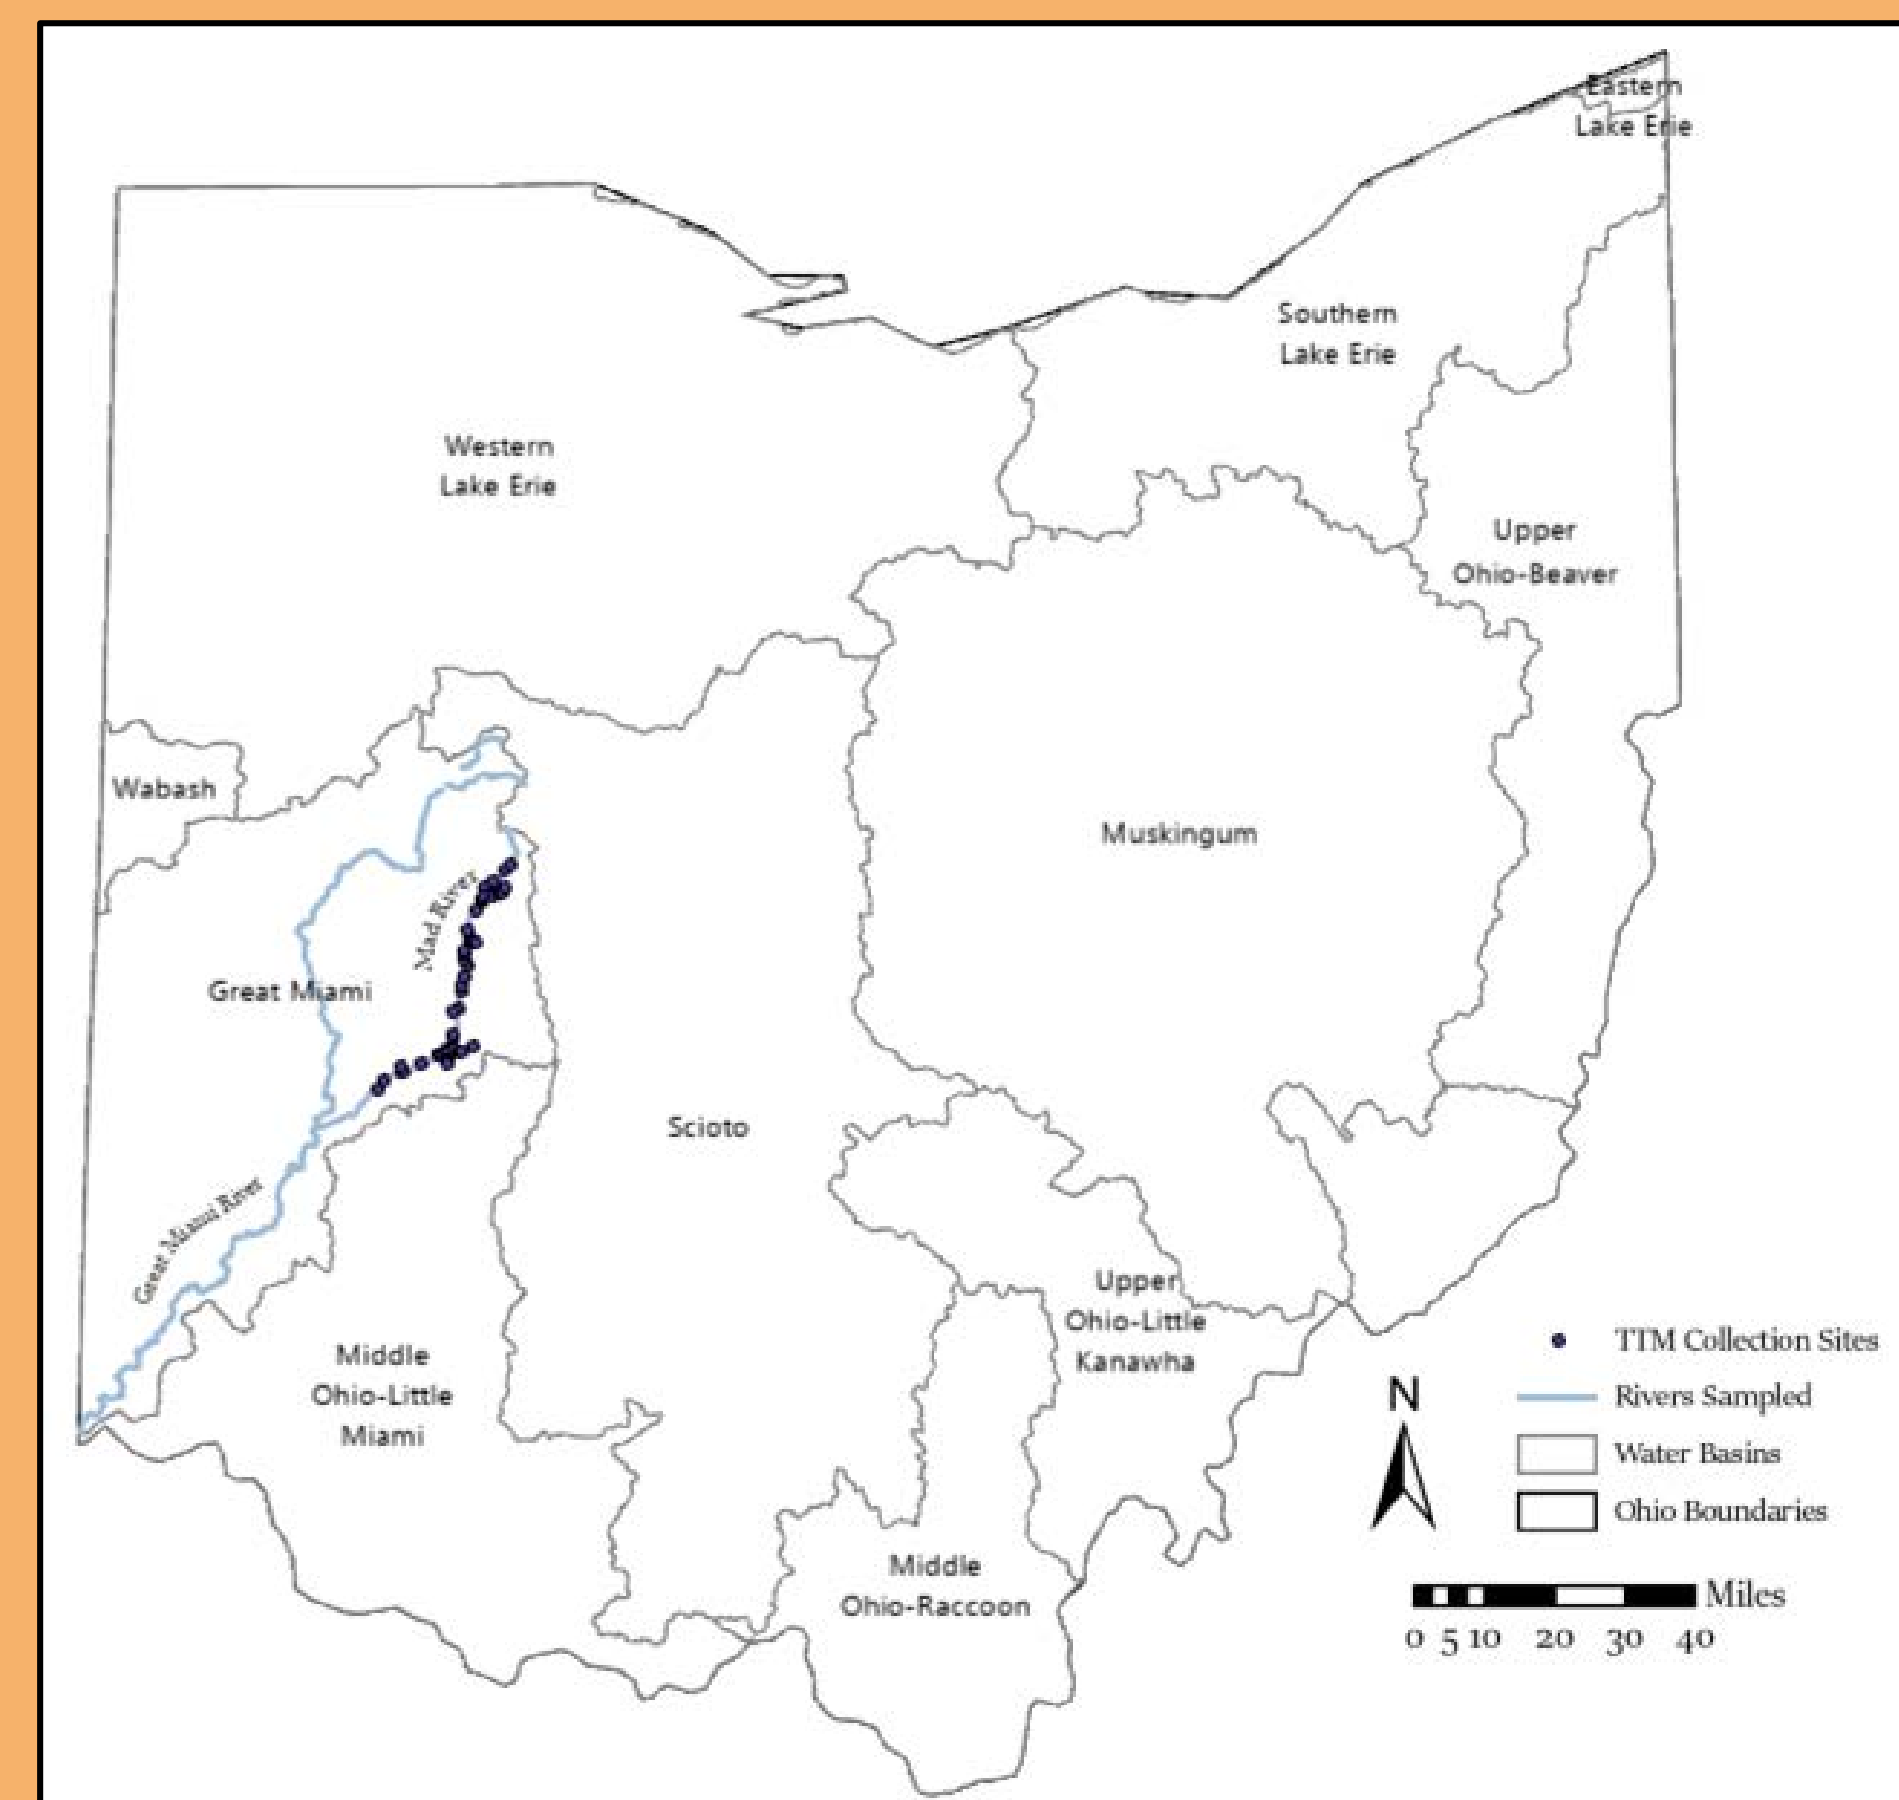 Eastern
Lake Erie
Southern
Lake Erie
Western
Lake Erie
Upper
Ohio-Beaver
Wabash
Muskingum
Mad River
Great Miami
Scioto
Great Miami River
Upper
Ohio-Little
Kanawha
Middle
Ohio-Little
Miami
Middle
Ohio-Raccoon
N
TTM Collection Sites
Rivers Sampled
Water Basins
Ohio Boundaries
Miles
0 5 10 20 30 40